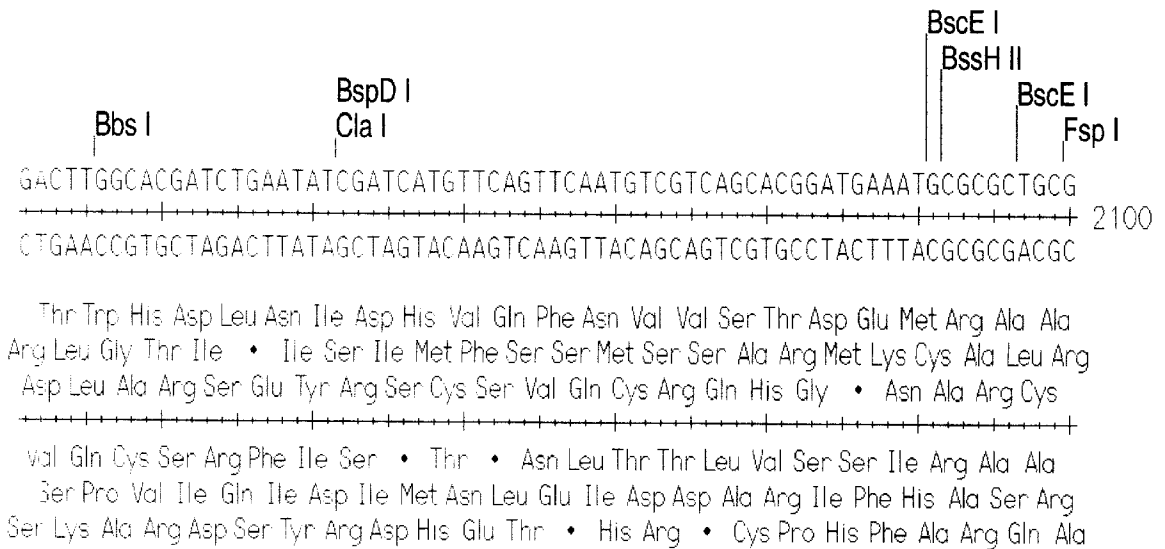 BscE I
BssH II
BspD I
BscE I
Bbs I
Cla I
Fsp I
GACTTGGCACGATCTGAATATCGATCATGTTCAGTTCAATGTCGTCAGCACGGATGAAATGCGCGCTGCG
2100
CTGAACCGTGCTAGACTTATAGCTAGTACAAGTCAAGTTACAGCAGTCGTGCCTACTTTACGCGCGACGC
Thr Trp His Asp Leu Asn Ile Asp His Val Gln Phe Asn Val Val Ser Thr Asp Glu Met Arg Ala Ala
Arg Leu Gly Thr Ile • Ile Ser Ile Met Phe Ser Ser Met Ser Ser Ala Arg Met Lys Cys Ala Leu Arg
Asp Leu Ala Arg Ser Glu Tyr Arg Ser Cys Ser Val Gln Cys Arg Gln His Gly • Asn Ala Arg Cys
Val Gln Cys Ser Arg Phe Ile Ser • Thr • Asn Leu Thr Thr Leu Val Ser Ser Ile Arg Ala Ala
Ser Pro Val Ile Gln Ile Asp Ile Met Asn Leu Glu Ile Asp Asp Ala Arg Ile Phe His Ala Ser Arg
Ser Lys Ala Arg Asp Ser Tyr Arg Asp His Glu Thr • His Arg • Cys Pro His Phe Ala Arg Gln Ala